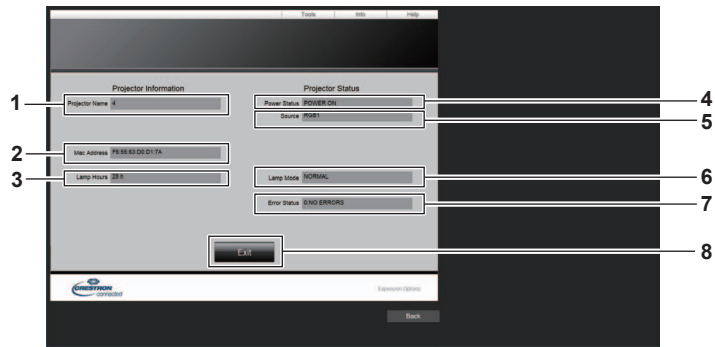 Tools Info Help
Projector Information
Projector Status
1 Projector Name 4
Power Status POWER ON 4
Source RGB1 5
2 Mac Address F6:55:63:D0:D1:7A
3 Lamp Hours 28 h
Lamp Mode NORMAL 6
Error Status 0:NO ERRORS 7
Exit 8
CRESTRON
connected
Expansion Options
Back